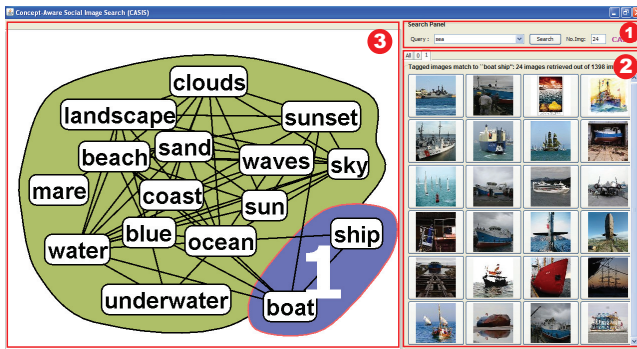 Concept-Aware Social Image Search (CASIS)
Search Panel
Query :
sea
Search
No.Img:
24
1
All
0
1
2
Tagged images match to ``boat ship'': 24 images retrieved out of 1398
3
clouds
landscape
sunset
sand
beach
waves
sky
mare
coast
sun
blue
ocean
ship
water
1
underwater
boat